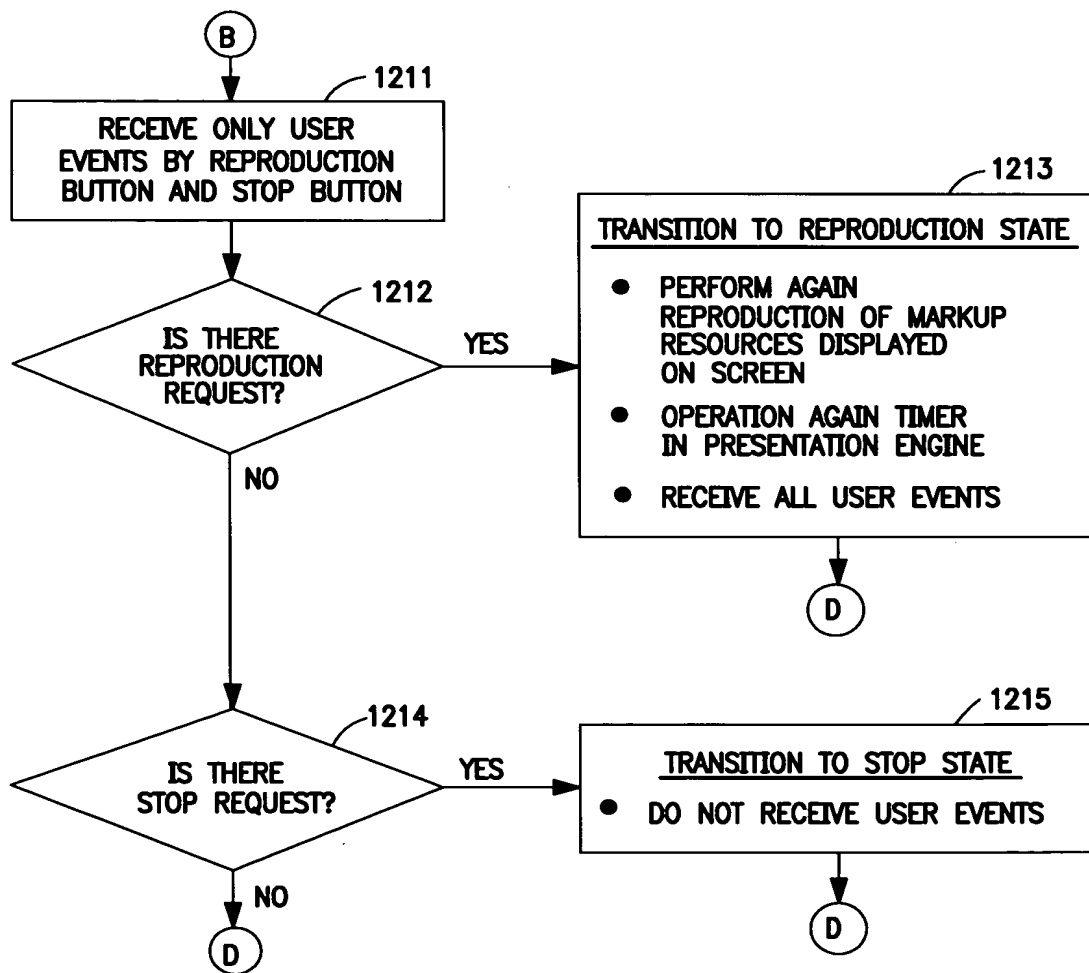 B
1211
RECEIVE ONLY USER
EVENTS BY REPRODUCTION
BUTTON AND STOP BUTTON
1212
IS THERE
REPRODUCTION
REQUEST?
YES
NO
1213
TRANSITION TO REPRODUCTION STATE
● PERFORM AGAIN
REPRODUCTION OF MARKUP
RESOURCES DISPLAYED
ON SCREEN
● OPERATION AGAIN TIMER
IN PRESENTATION ENGINE
● RECEIVE ALL USER EVENTS
D
1214
IS THERE
STOP REQUEST?
YES
NO
D
1215
TRANSITION TO STOP STATE
● DO NOT RECEIVE USER EVENTS
D